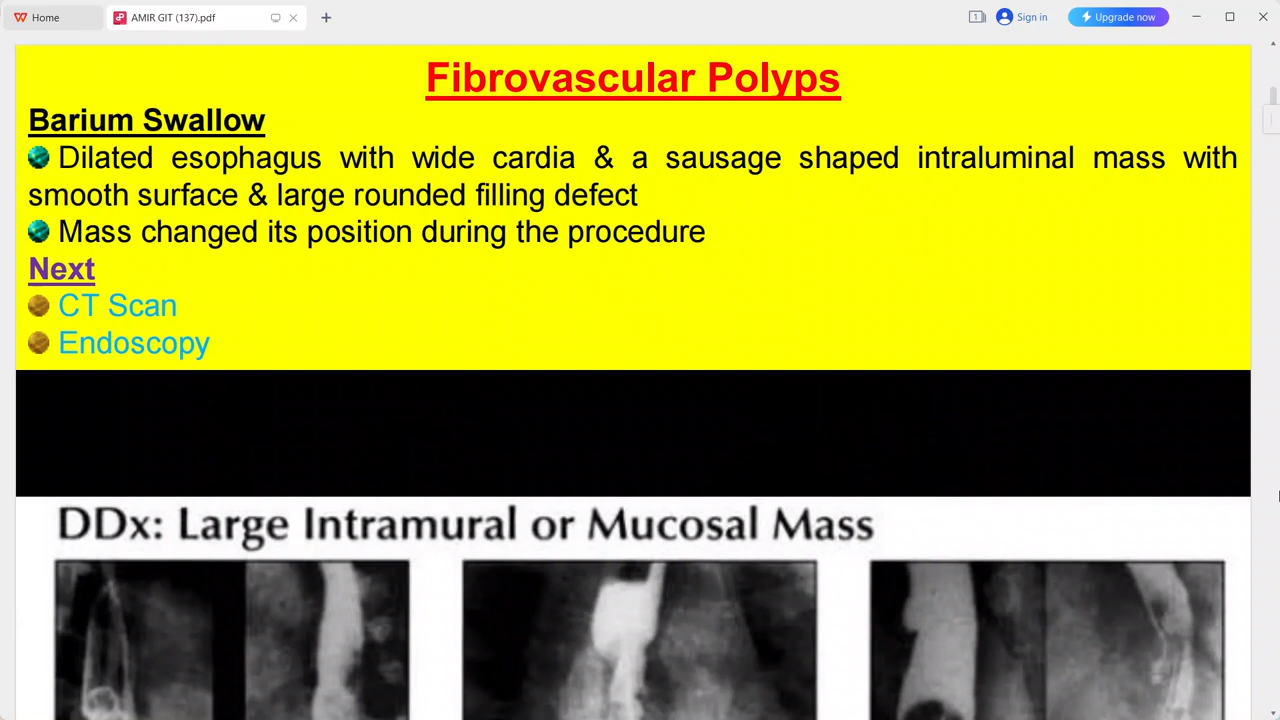 Home
AMIR GIT (137).pdf
1
Sign in
Upgrade now
Fibrovascular Polyps
Barium Swallow
Dilated esophagus with wide cardia & a sausage shaped intraluminal mass with
smooth surface & large rounded filling defect
Mass changed its position during the procedure
Next
CT Scan
Endoscopy
DDx: Large Intramural or Mucosal Mass